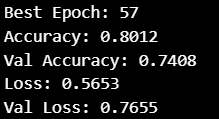 Best Epoch: 57
Accuracy: 0.8012
Val Accuracy: 0.7408
Loss: 0.5653
Val Loss: 0.7655